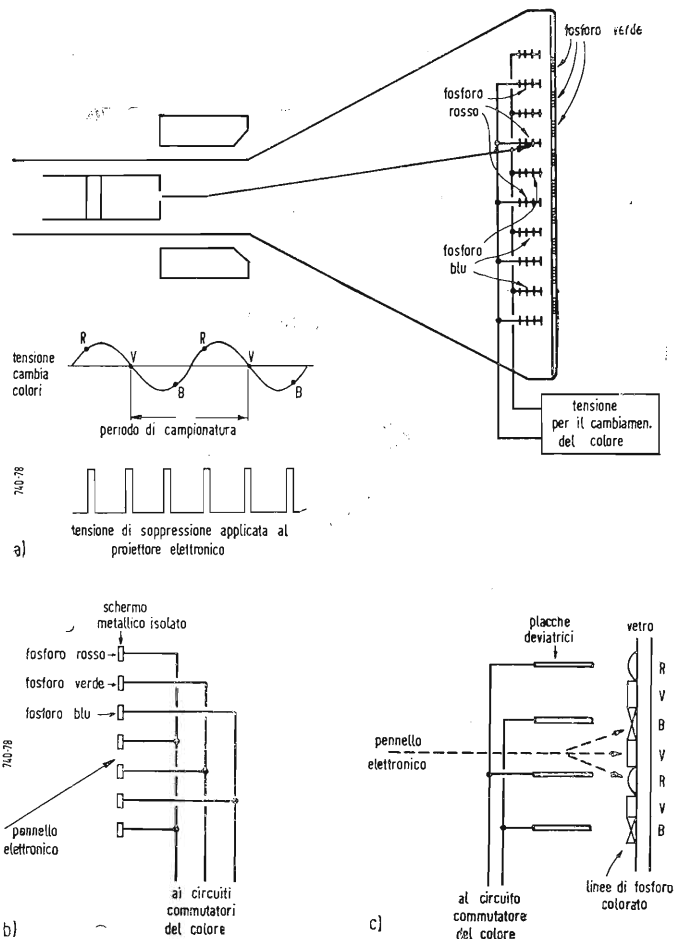 fosforo verde
fosforo
rosso
fosforo
blu
tensione
cambia
colori
R
V
B
R
V
B
periodo di campionatura
tensione
per il cambiamen.
del colore
740-78
tensione di soppressione applicata al
proiettore elettronico
a)
schermo
metallico isolato
fosforo rosso
fosforo verde
fosforo blu
740-78
pennello
elettronico
ai circuiti
commutatori
del colore
b)
placche
deviatrici
vetro
R
V
B
V
R
V
B
pennello
elettronico
linee di fosforo
colorato
al circuito
commutatore
del colore
c)